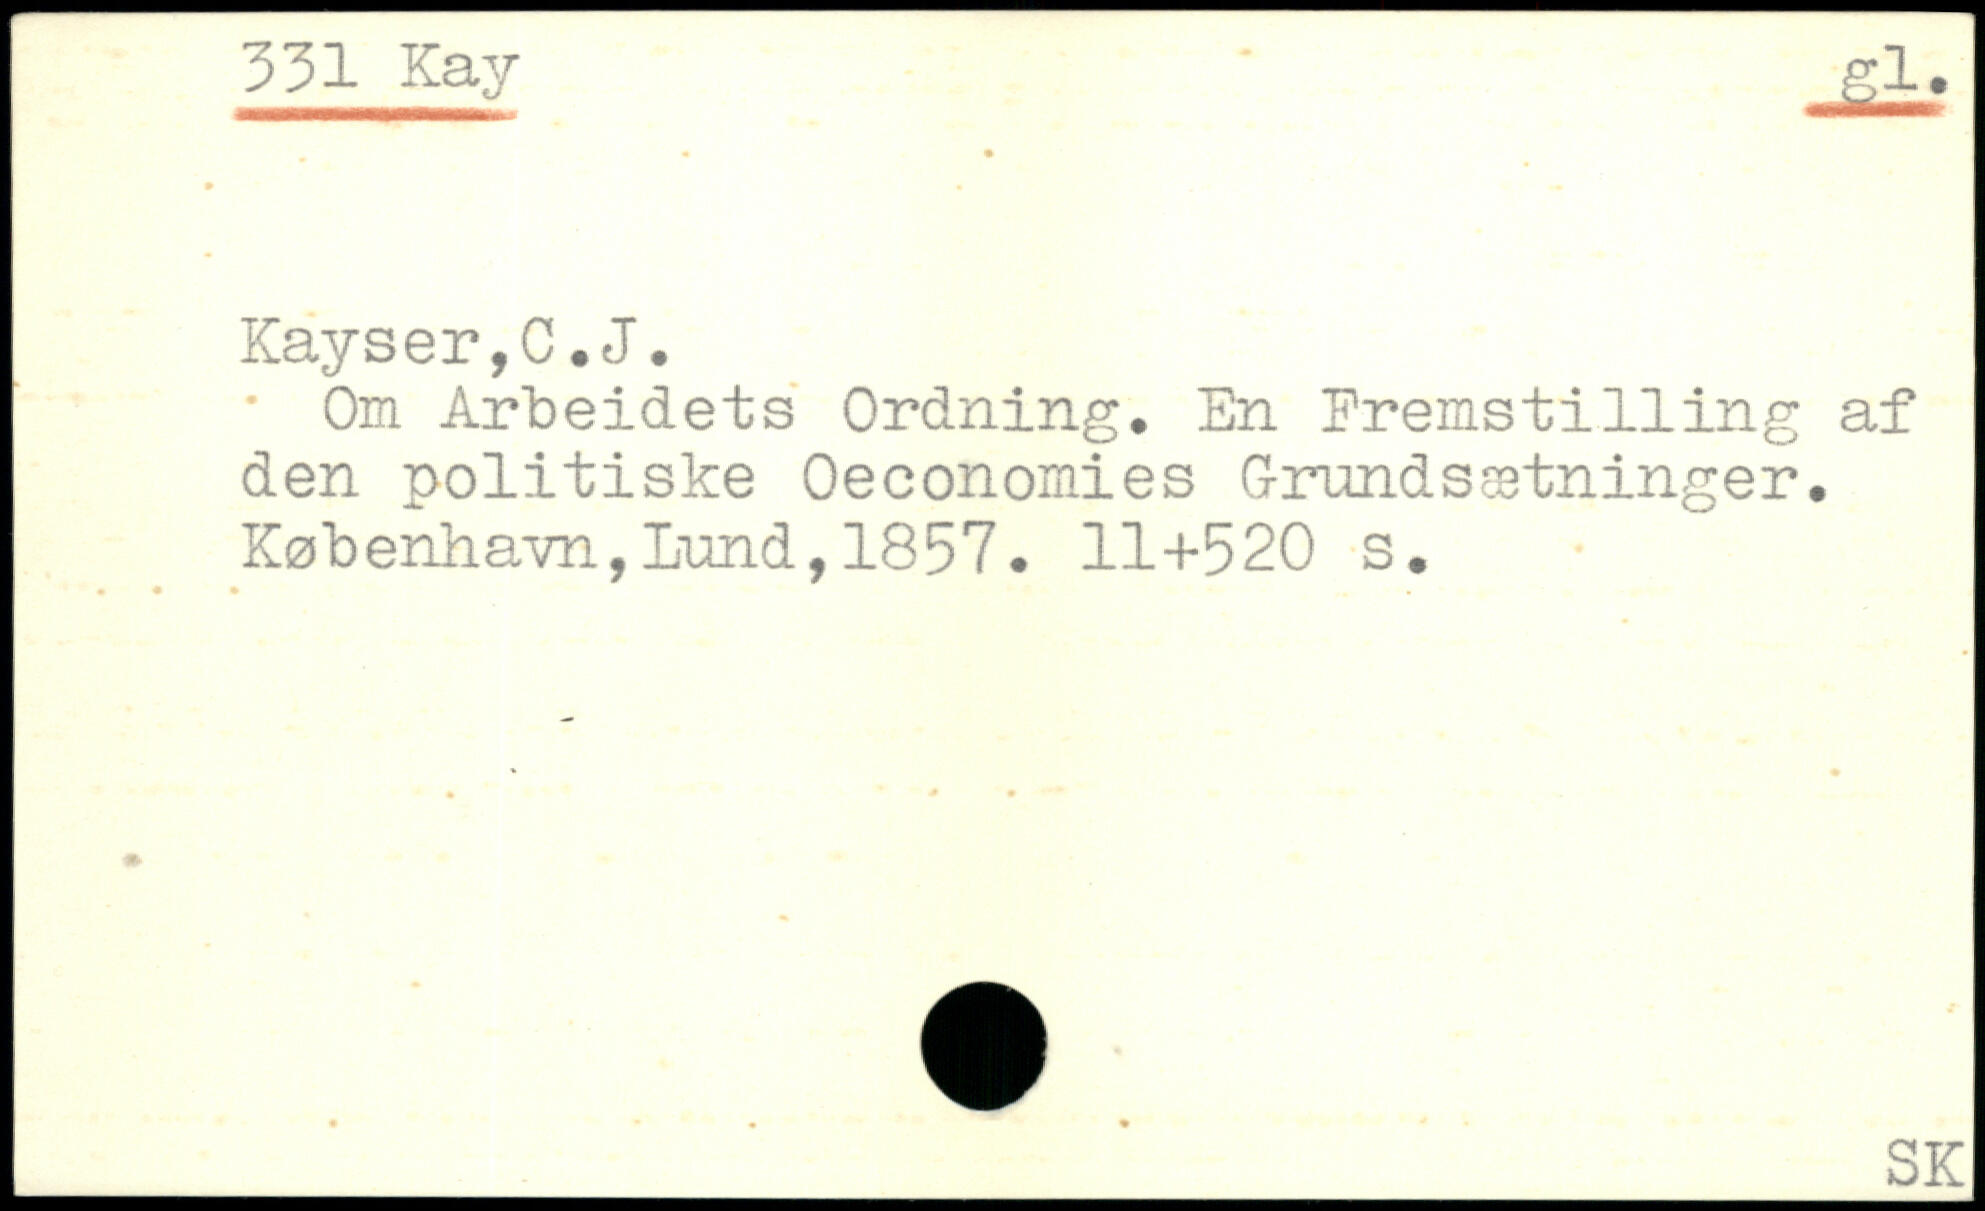 331 Kay
gl.
Kayser,C.J.
Om Arbeidets Ordning. En Fremstilling af
den politiske Oeconomies Grundsætninger.
København,Lund,1857. 11+520 s.
SK